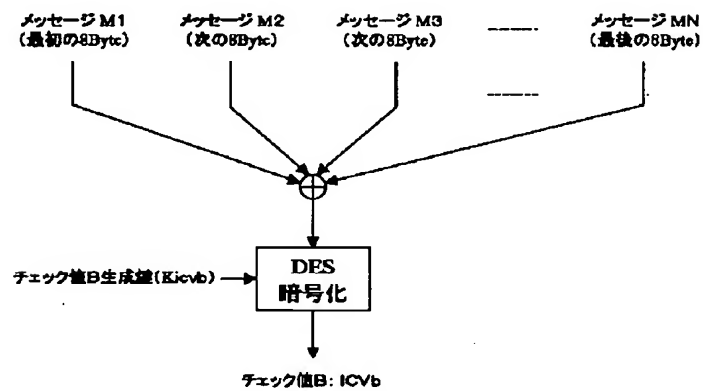 メッセージ M1
(最初の8Byte)
メッセージ M2
(次の8Byte)
メッセージ M3
(次の8Byte)
メッセージ MN
(最後の8Byte)
チェック値B生成鍵(Kicvb)
DES
暗号化
チェック値B: ICVb